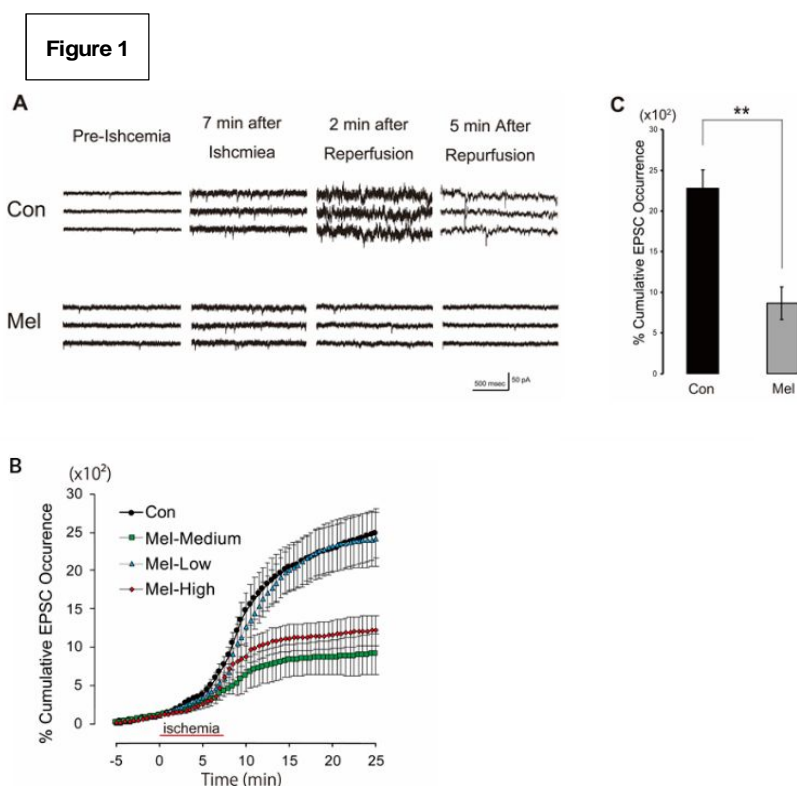 Figure 1
A
Pre-Ishcemia
7 min after
Ishcmiea
2 min after
Reperfusion
5 min After
Repurfusion
Con
Mel
500 msec
50 pA
C
(x10²)
**
% Cumulative EPSC Occurrence
30
25
20
15
10
5
0
Con
Mel
B
(x10²)
% Cumulative EPSC Occurence
30
25
20
15
10
5
0
Con
Mel-Medium
Mel-Low
Mel-High
ischemia
-5 0 5 10 15 20 25
Time (min)